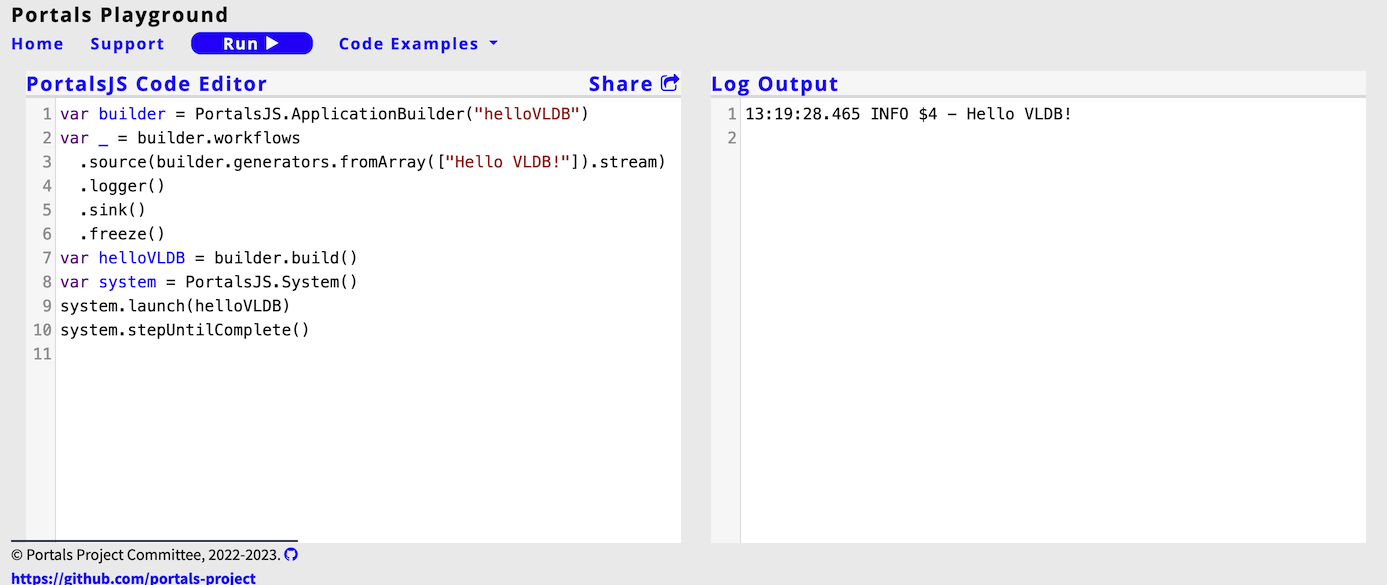 Portals Playground
Home Support Run Code Examples
PortalsJS Code Editor Share
1 var builder = PortalsJS.ApplicationBuilder("helloVLDB")
2 var _ = builder.workflows
3 .source(builder.generators.fromArray(["Hello VLDB!"]).stream)
4 .logger()
5 .sink()
6 .freeze()
7 var helloVLDB = builder.build()
8 var system = PortalsJS.System()
9 system.launch(helloVLDB)
10 system.stepUntilComplete()
11
Log Output
1 13:19:28.465 INFO $4 – Hello VLDB!
2
© Portals Project Committee, 2022-2023.
https://github.com/portals-project